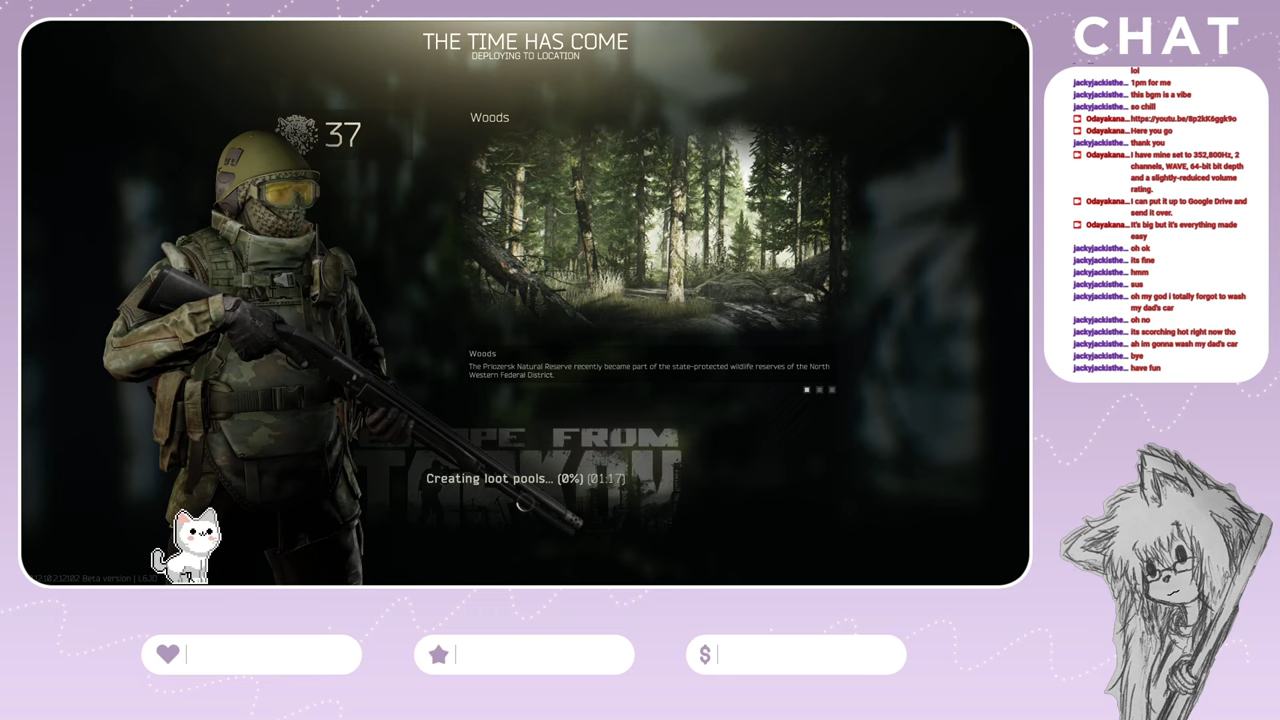 THE TIME HAS COME
DEPLOYING TO LOCATION
37
Woods
Woods
The Priozersk Natural Reserve recently became part of the state-protected wildlife reserves of the North
Western Federal District.
ESCAPE FROM
TARKOV
Creating loot pools... (0%) (01:17)
Beta version | L6JD
$
CHAT
lol
jackyjackisthe... 1pm for me
jackyjackisthe... this bgm is a vibe
jackyjackisthe... so chill
Odayakana... https://youtu.be/8p2kK6ggk9o
Odayakana... Here you go
jackyjackisthe... thank you
Odayakana... I have mine set to 352,800Hz, 2
channels, WAVE, 64-bit bit depth
and a slightly-reduiced volume
rating.
Odayakana... I can put it up to Google Drive and
send it over.
Odayakana... It's big but it's everything made
easy
jackyjackisthe... oh ok
jackyjackisthe... its fine
jackyjackisthe... hmm
jackyjackisthe... sus
jackyjackisthe... oh my god i totally forgot to wash
my dad's car
jackyjackisthe... oh no
jackyjackisthe... its scorching hot right now tho
jackyjackisthe... ah im gonna wash my dad's car
jackyjackisthe... bye
jackyjackisthe... have fun